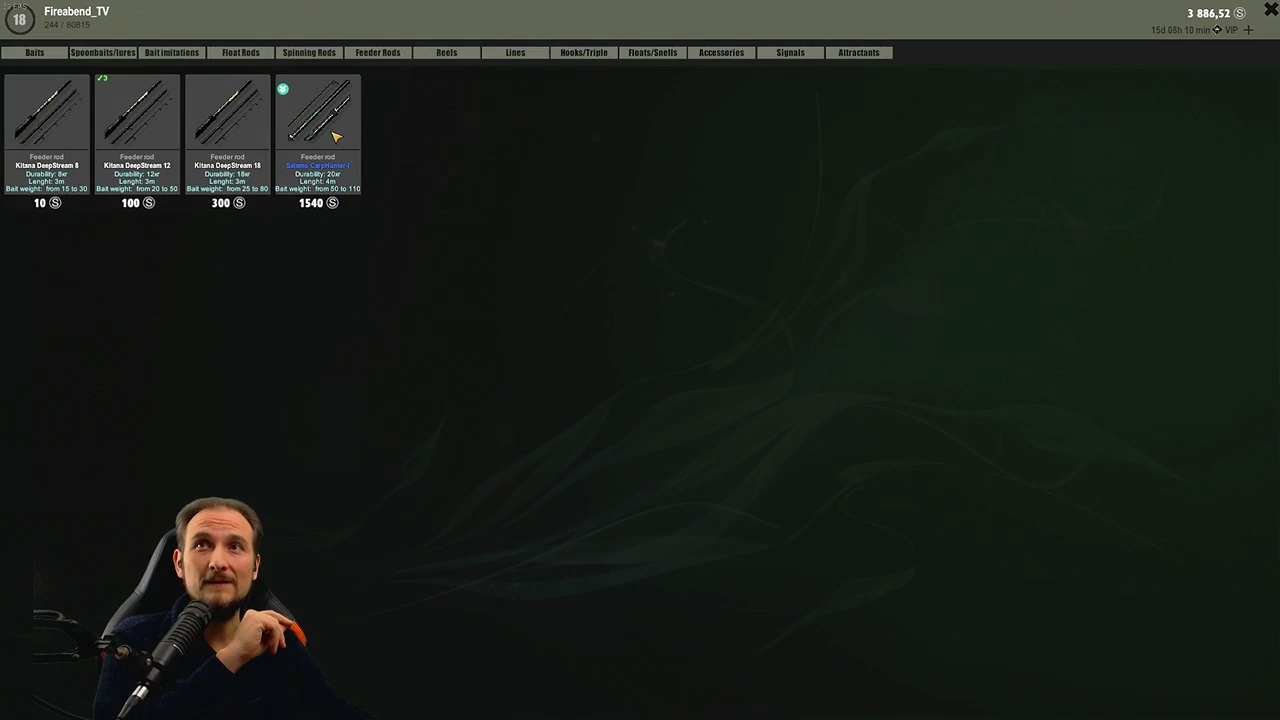 18
Fireabend_TV
244 / 80815
3 886,52 S
15d 08h 10 min VIP +
Baits
Spoonbaits/lures
Bait imitations
Float Rods
Spinning Rods
Feeder Rods
Reels
Lines
Hooks/Triple
Floats/Snells
Accessories
Signals
Attractants
Feeder rod
Kitana DeepStream 8
Durability: 8кг
Lenght: 3m
Bait weight: from 15 to 30
10 S
✓3
Feeder rod
Kitana DeepStream 12
Durability: 12кг
Lenght: 3m
Bait weight: from 20 to 50
100 S
Feeder rod
Kitana DeepStream 18
Durability: 18кг
Lenght: 3m
Bait weight: from 25 to 80
300 S
Feeder rod
Salamo CarpHunter-I
Durability: 20кг
Lenght: 4m
Bait weight: from 50 to 110
1540 S